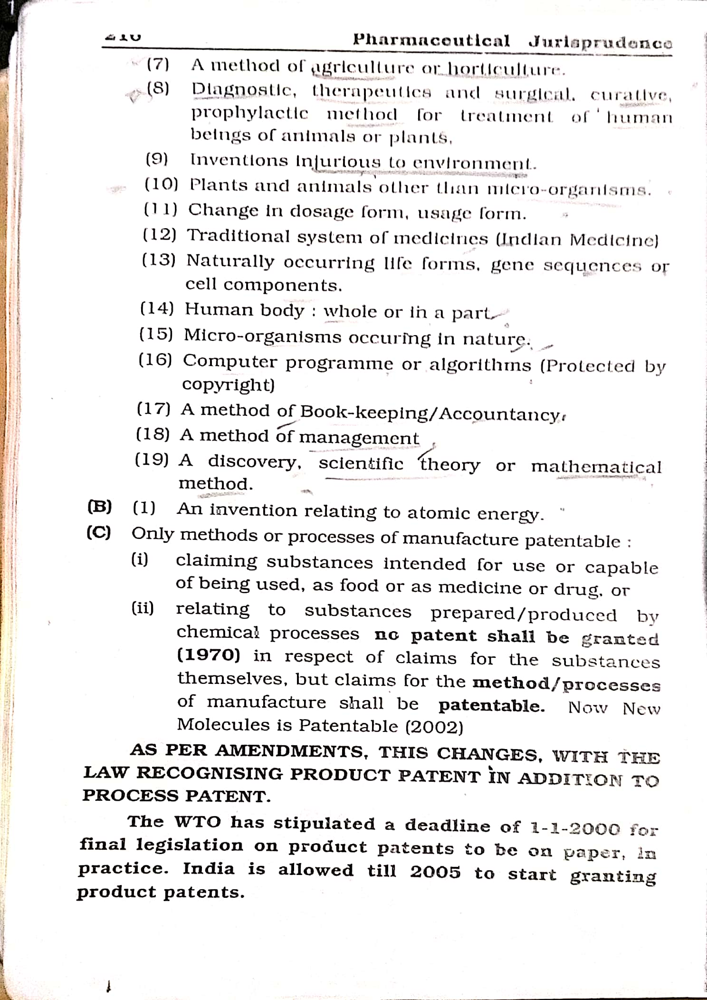 Pharmaceutical Jurisprudence
(7) A method of agriculture or horticulture.
(8) Diagnostic, therapeutics and surgical, curative,
prophylactic method for treatment of human
beings of animals or plants,
(9) Inventions injurious to environment.
(10) Plants and animals other than micro-organisms.
(11) Change in dosage form, usage form.
(12) Traditional system of medicines (Indian Medicine)
(13) Naturally occurring life forms, gene sequences or
cell components.
(14) Human body : whole or in a part
(15) Micro-organisms occuring in nature.
(16) Computer programme or algorithms (Protected by
copyright)
(17) A method of Book-keeping/Accountancy,
(18) A method of management
(19) A discovery, scientific theory or mathematical
method.
(B) (1) An invention relating to atomic energy.
(C) Only methods or processes of manufacture patentable :
(i) claiming substances intended for use or capable
of being used, as food or as medicine or drug, or
(ii) relating to substances prepared/produced by
chemical processes no patent shall be granted
(1970) in respect of claims for the substances
themselves, but claims for the method/processes
of manufacture shall be patentable. Now New
Molecules is Patentable (2002)
AS PER AMENDMENTS, THIS CHANGES, WITH THE
LAW RECOGNISING PRODUCT PATENT IN ADDITION TO
PROCESS PATENT.
The WTO has stipulated a deadline of 1-1-2000 for
final legislation on product patents to be on paper, in
practice. India is allowed till 2005 to start granting
product patents.